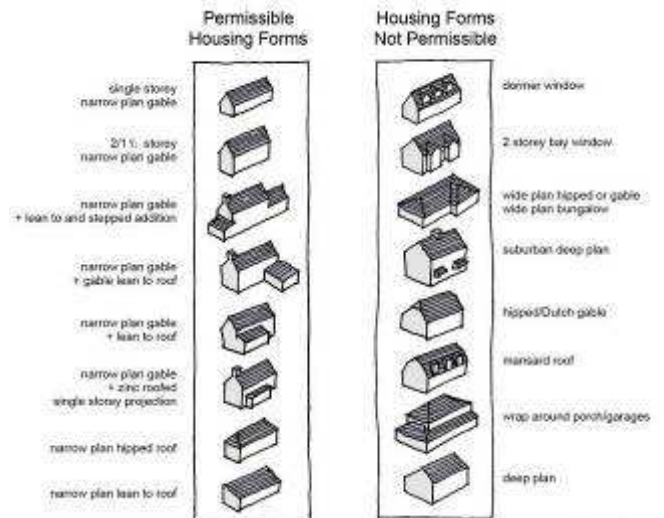 Permissible
Housing Forms
single storey
narrow plan gable
2/1½ storey
narrow plan gable
narrow plan gable
+ lean to and stepped addition
narrow plan gable
+ gable lean to roof
narrow plan gable
+ lean to roof
narrow plan gable
+ zinc roofed
single storey projection
narrow plan hipped roof
narrow plan lean to roof
Housing Forms
Not Permissible
dormer window
2 storey bay window
wide plan hipped or gable
wide plan bungalow
suburban deep plan
hipped/Dutch gable
mansard roof
wrap around porch/garages
deep plan